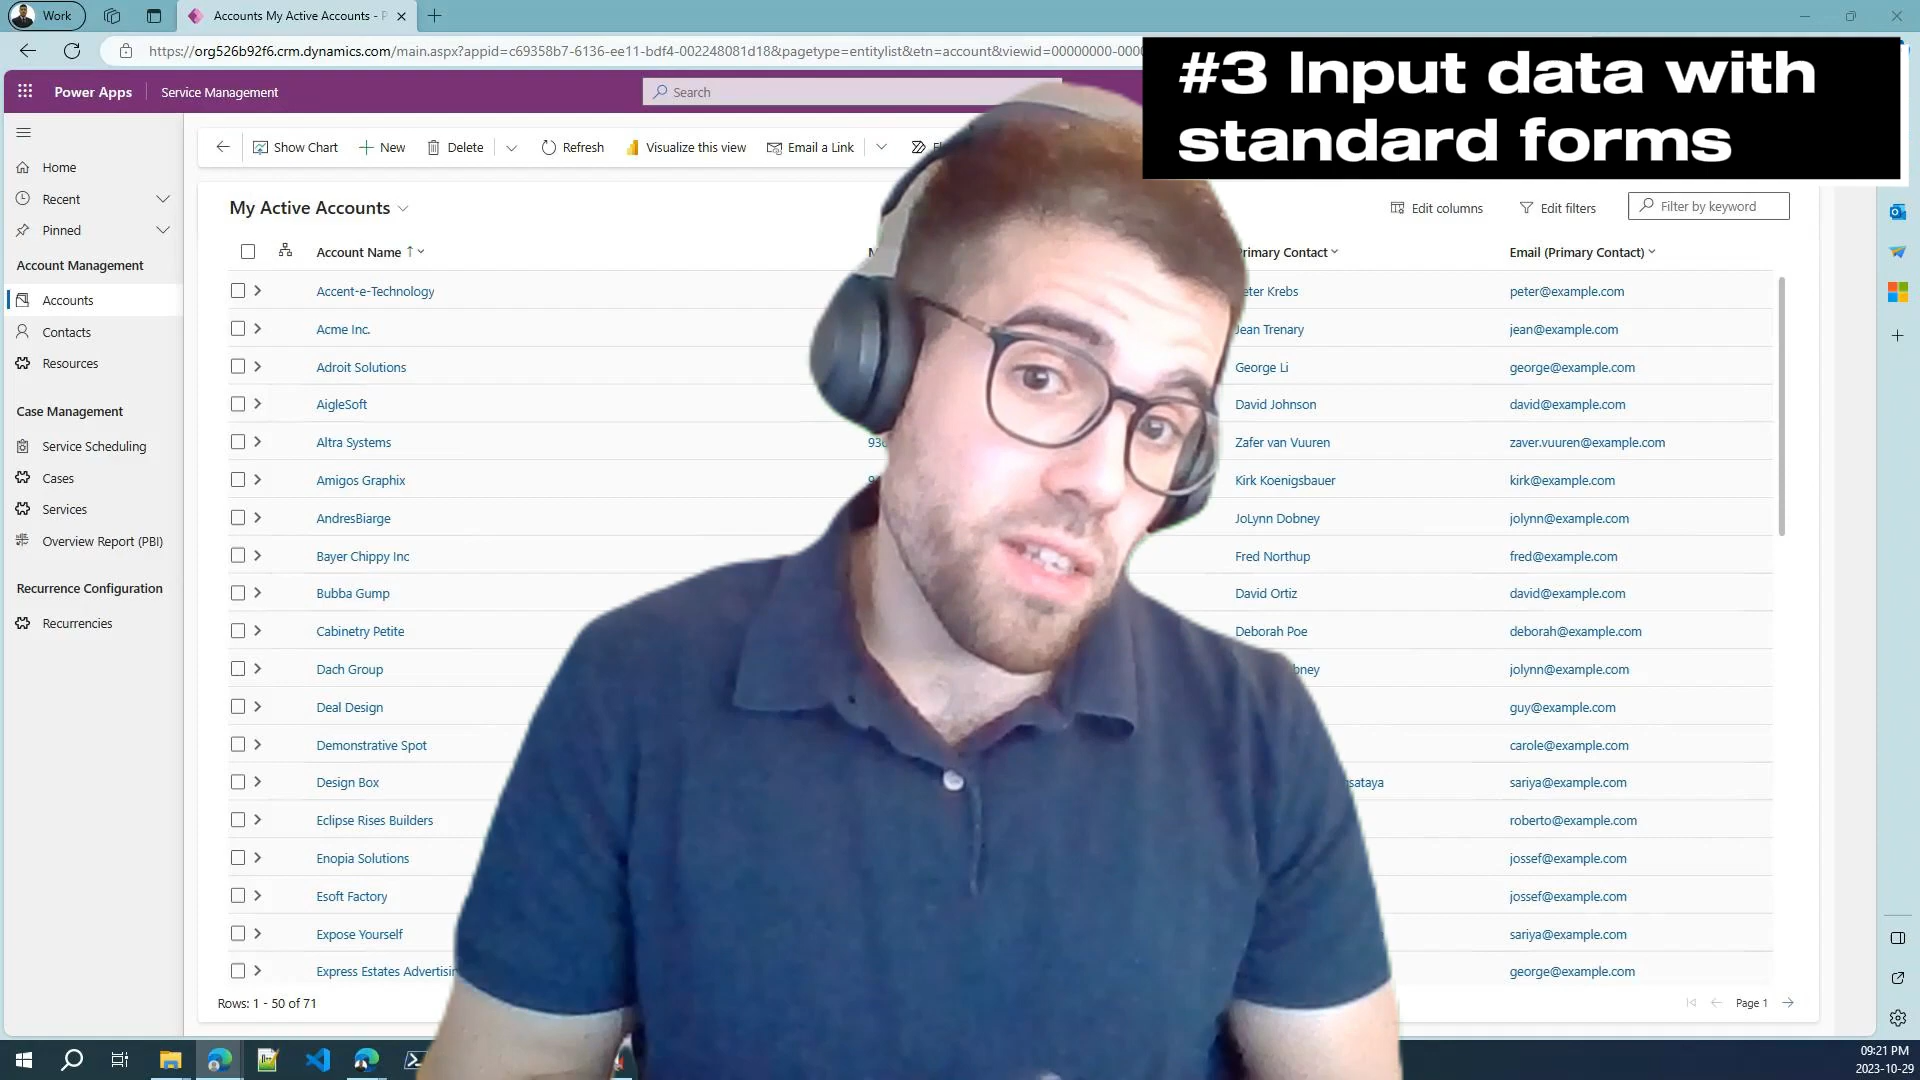 Work
Accounts My Active Accounts - P
https://org526b92f6.crm.dynamics.com/main.aspx?appid=c69358b7-6136-ee11-bdf4-002248081d18&pagetype=entitylist&etn=account&viewid=00000000-000
#3 Input data with
standard forms
Power Apps
Service Management
Search
Show Chart
New
Delete
Refresh
Visualize this view
Email a Link
Home
Recent
Pinned
Account Management
Accounts
Contacts
Resources
Case Management
Service Scheduling
Cases
Services
Overview Report (PBI)
Recurrence Configuration
Recurrencies
My Active Accounts
Edit columns
Edit filters
Filter by keyword
Account Name
Primary Contact
Email (Primary Contact)
Accent-e-Technology
Peter Krebs
peter@example.com
Acme Inc.
Jean Trenary
jean@example.com
Adroit Solutions
George Li
george@example.com
AigleSoft
David Johnson
david@example.com
Altra Systems
Zafer van Vuuren
zaver.vuuren@example.com
Amigos Graphix
Kirk Koenigsbauer
kirk@example.com
AndresBiarge
JoLynn Dobney
jolynn@example.com
Bayer Chippy Inc
Fred Northup
fred@example.com
Bubba Gump
David Ortiz
david@example.com
Cabinetry Petite
Deborah Poe
deborah@example.com
Dach Group
bney
jolynn@example.com
Deal Design
guy@example.com
Demonstrative Spot
carole@example.com
Design Box
sataya
sariya@example.com
Eclipse Rises Builders
roberto@example.com
Enopia Solutions
jossef@example.com
Esoft Factory
jossef@example.com
Expose Yourself
sariya@example.com
Express Estates Advertisin
george@example.com
Rows: 1 - 50 of 71
Page 1
09:21 PM
2023-10-29